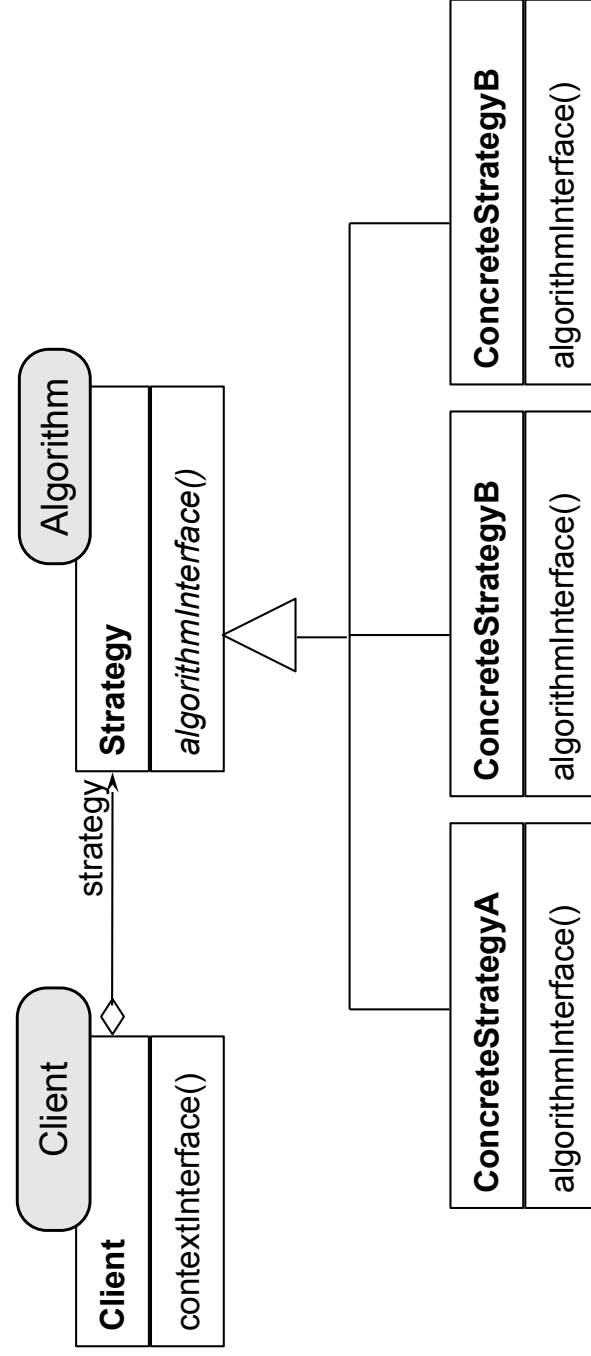 Client
Algorithm
Client
strategy
Strategy
contextInterface()
algorithmInterface()
ConcreteStrategyA
ConcreteStrategyB
ConcreteStrategyB
algorithmInterface()
algorithmInterface()
algorithmInterface()